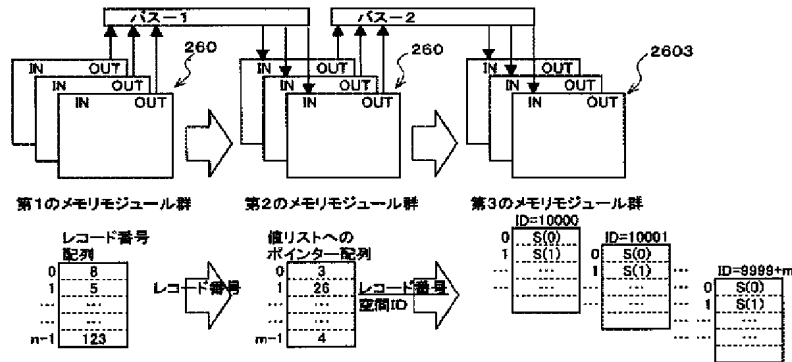 バス－1
バス－2
260
260
2603
IN OUT
IN OUT
IN OUT
IN OUT
IN OUT
IN OUT
IN OUT
IN OUT
IN OUT
第1のメモリモジュール群
第2のメモリモジュール群
第3のメモリモジュール群
レコード番号
配列
0 8
1 5
… …
… …
n-1 123
レコード番号
値リストへの
ポインター配列
0 3
1 26
… …
… …
m-1 4
レコード番号
空間ID
ID=10000
0 S(0)
1 S(1)
… …
…
ID=10001
0 S(0)
1 S(1)
… …
…
… ID=9999+m
… 0 S(0)
… 1 S(1)
… … …
…